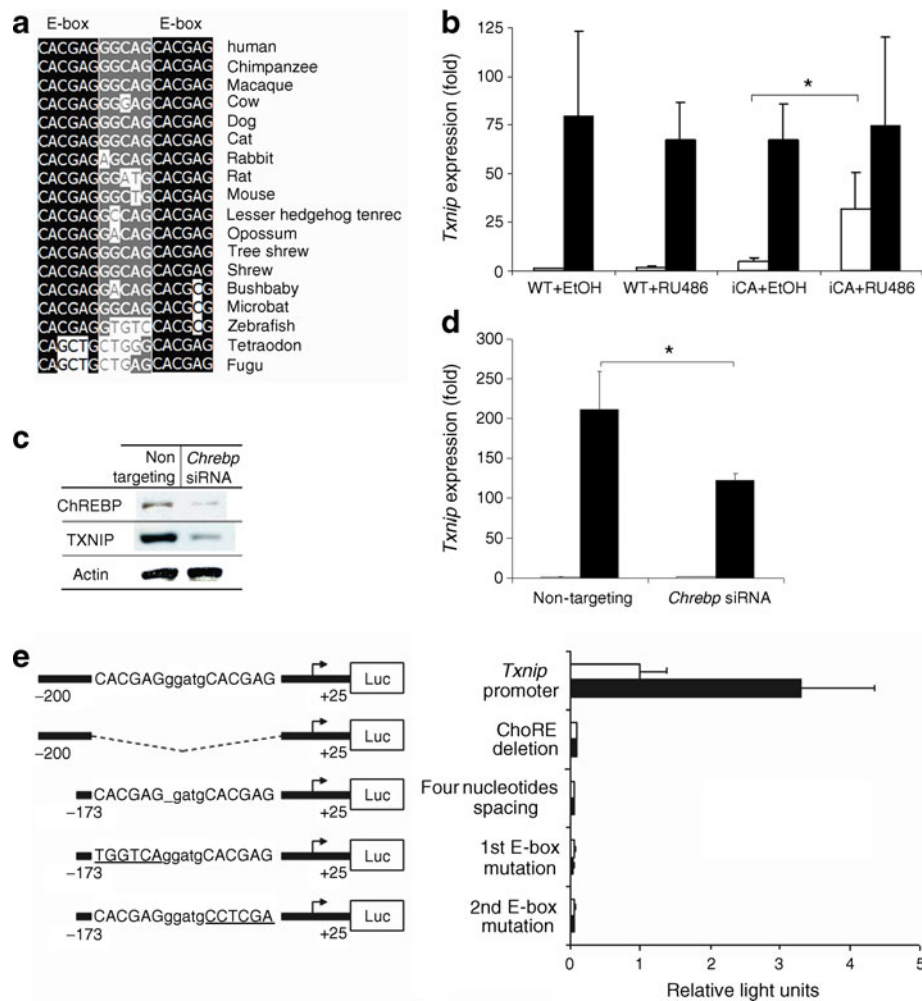 a
E-box E-box
CACGAGGGCAGCACGAG human
CACGAGGGCAGCACGAG Chimpanzee
CACGAGGGCAGCACGAG Macaque
CACGAGGGGAGCACGAG Cow
CACGAGGGCAGCACGAG Dog
CACGAGGGCAGCACGAG Cat
CACGAGAGCAGCACGAG Rabbit
CACGAGGGATGCACGAG Rat
CACGAGGGCTGCACGAG Mouse
CACGAGGCCAGCACGAG Lesser hedgehog tenrec
CACGAGGACAGCACGAG Opossum
CACGAGGGCAGCACGAG Tree shrew
CACGAGGGCAGCACGAG Shrew
CACGAGGACAGCACGCG Bushbaby
CACGAGGGCAGCACGCG Microbat
CACGAGGTGTCCACGCG Zebrafish
CAGCTGCTGGGCACGAG Tetraodon
CAGCTGCTGAGCACGAG Fugu
b
Txnip expression (fold)
125
100
75
50
25
0
*
WT+EtOH WT+RU486 iCA+EtOH iCA+RU486
c
Non targeting
Chrebp siRNA
ChREBP
TXNIP
Actin
d
Txnip expression (fold)
300
250
200
150
100
50
0
*
Non-targeting Chrebp siRNA
e
CACGAGggatgCACGAG Luc
−200 +25
Luc
−200 +25
CACGAG_gatgCACGAG Luc
−173 +25
TGGTCAggatgCACGAG Luc
−173 +25
CACGAGggatgCCTCGA Luc
−173 +25
Txnip
promoter
ChoRE
deletion
Four nucleotides
spacing
1st E-box
mutation
2nd E-box
mutation
0 1 2 3 4 5
Relative light units